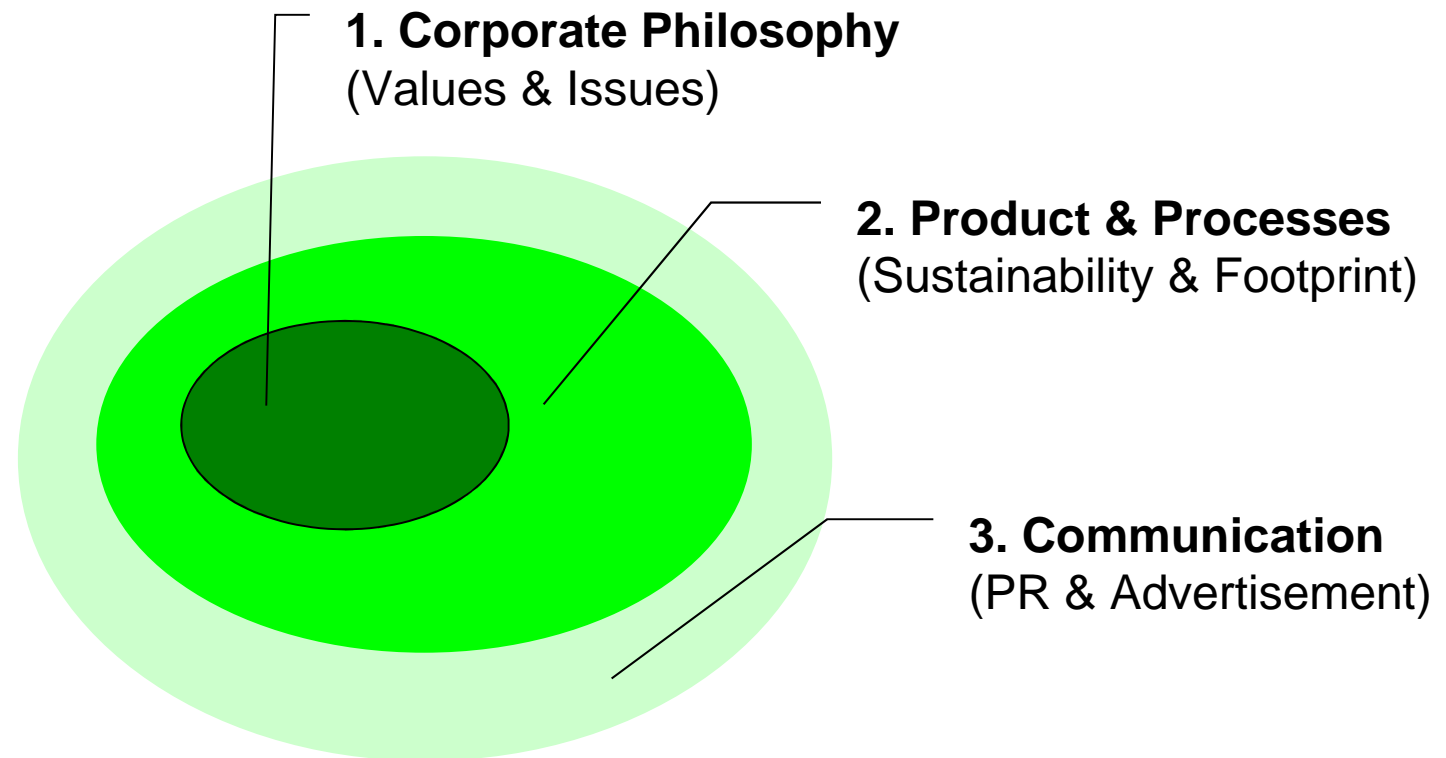 1. Corporate Philosophy
(Values & Issues)
2. Product & Processes
(Sustainability & Footprint)
3. Communication
(PR & Advertisement)